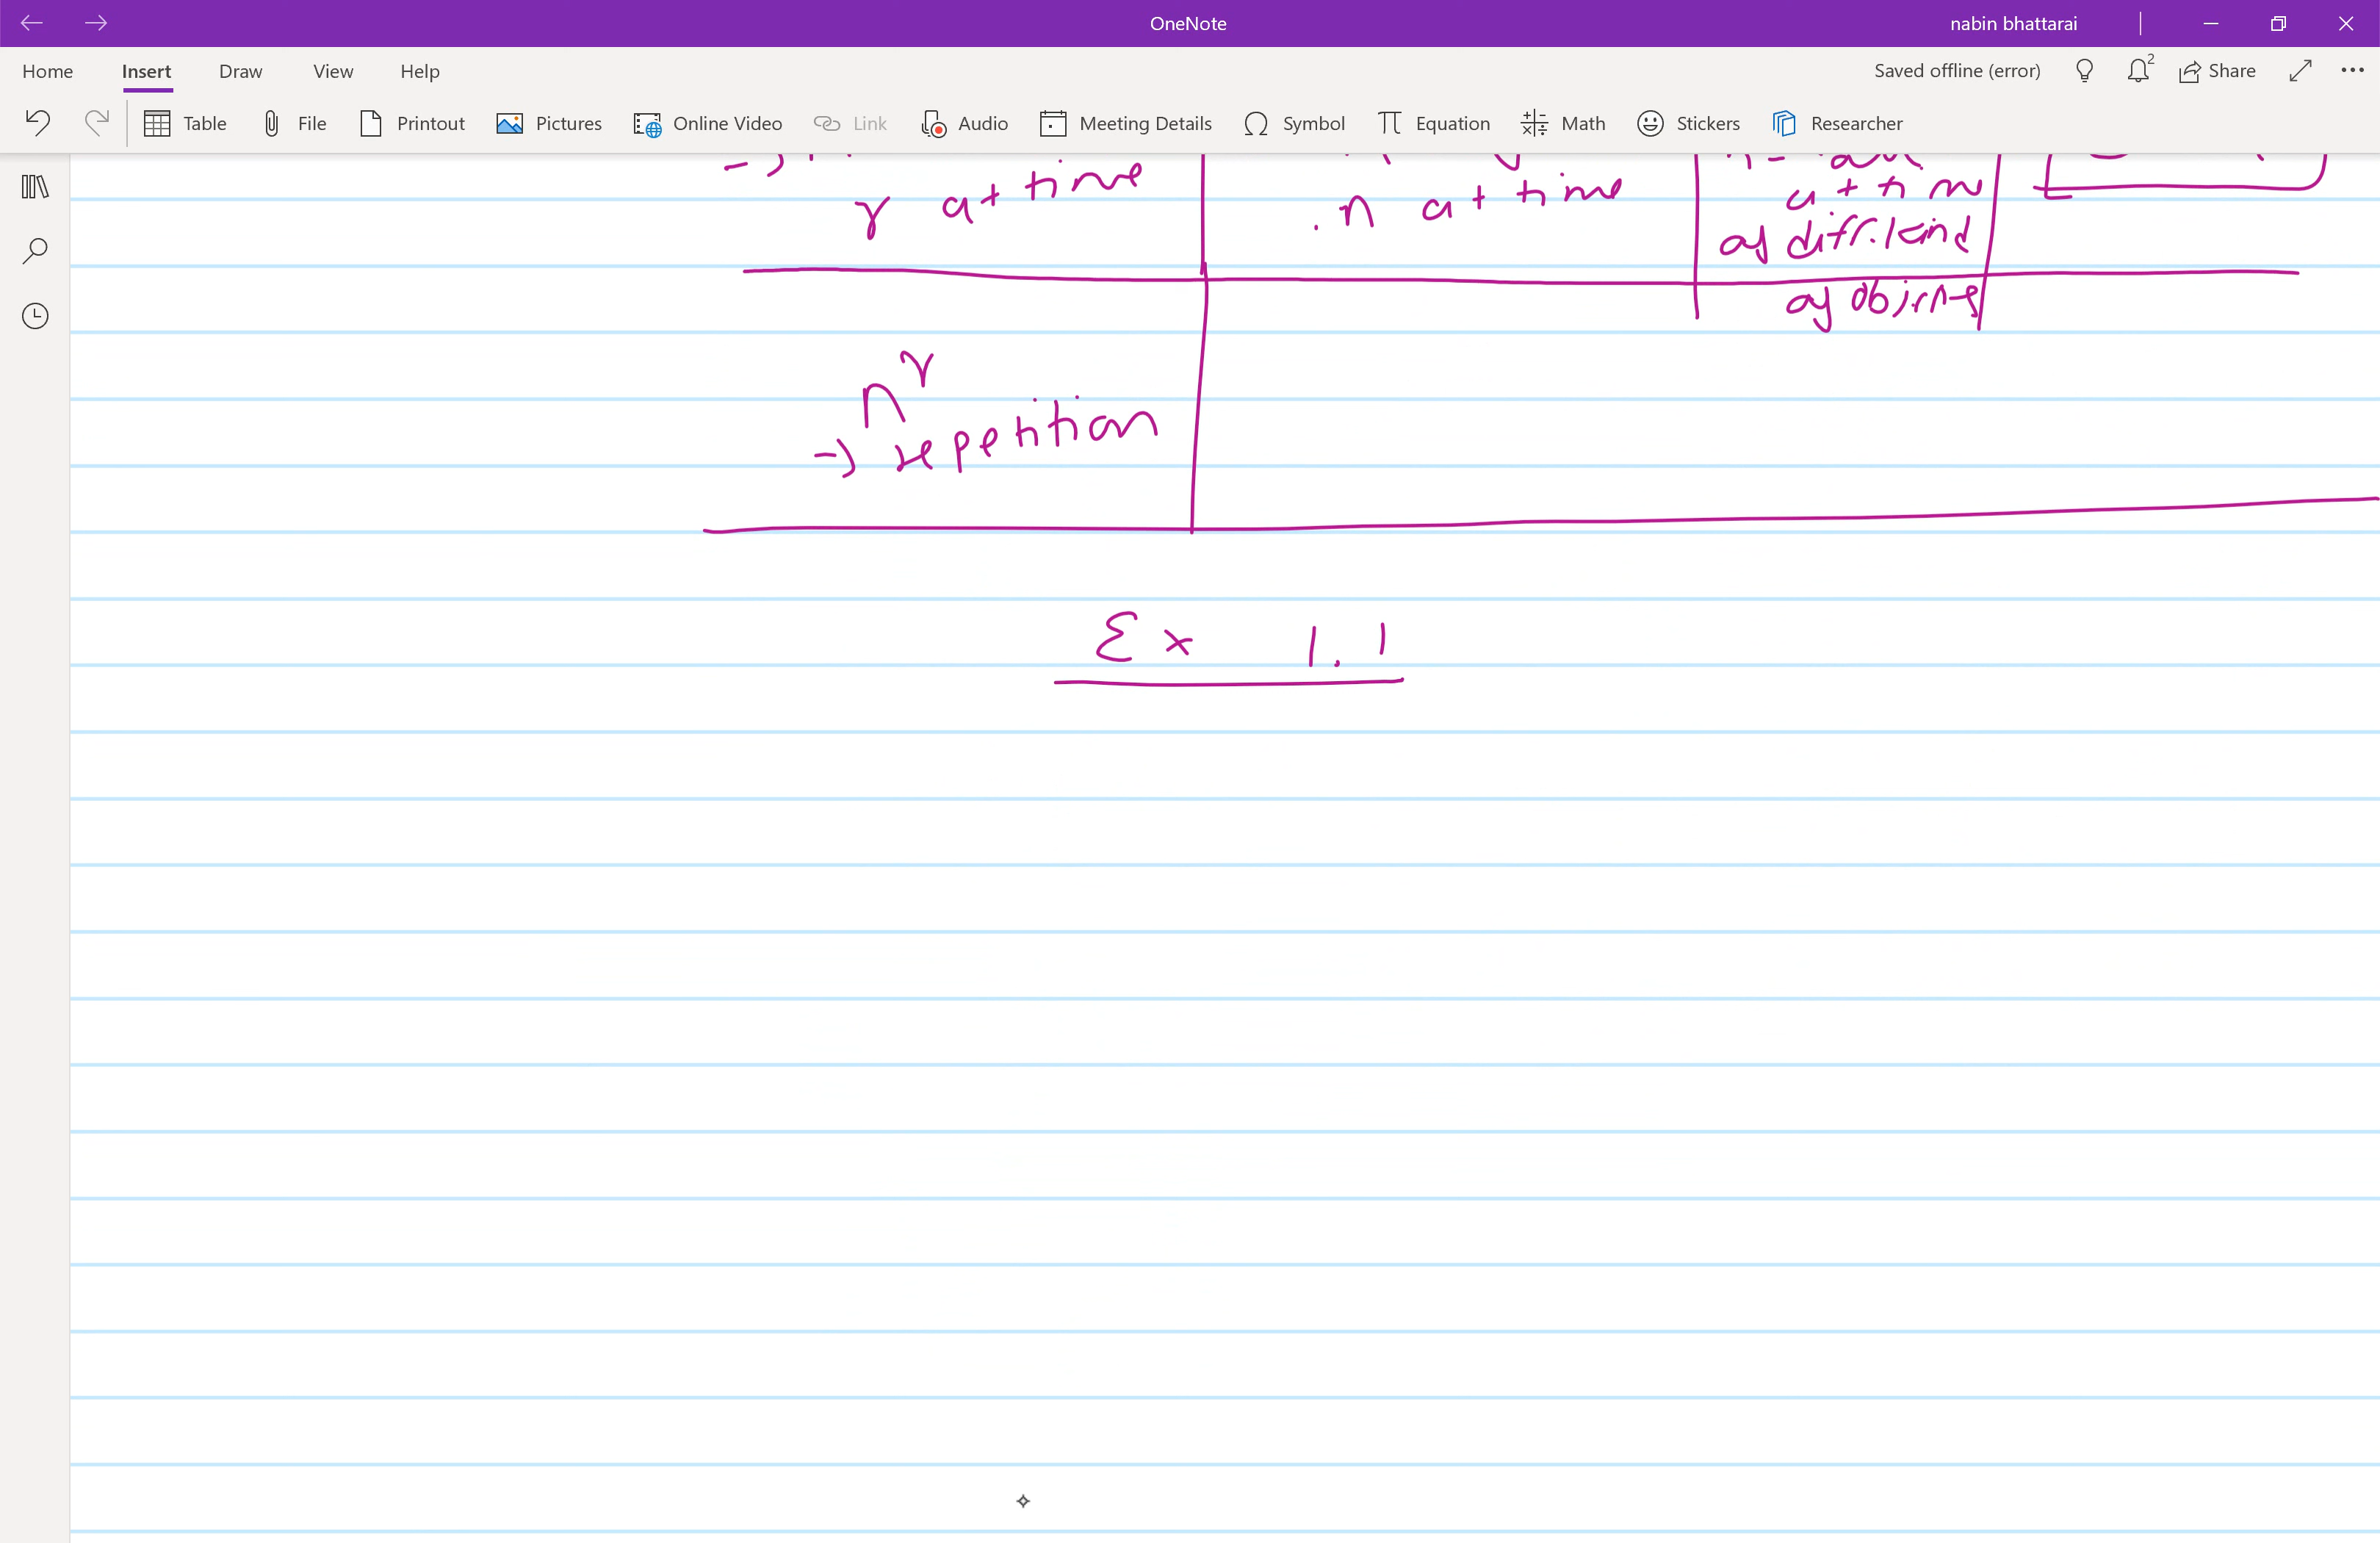 OneNote
nabin bhattarai
Home Insert Draw View Help
Saved offline (error) 2 Share
Table File Printout Pictures Online Video Link Audio Meeting Details Symbol Equation Math Stickers Researcher
r at time
n at time
at tim
of diff. kind
of
n^r
→ repetition
Ex 1.1